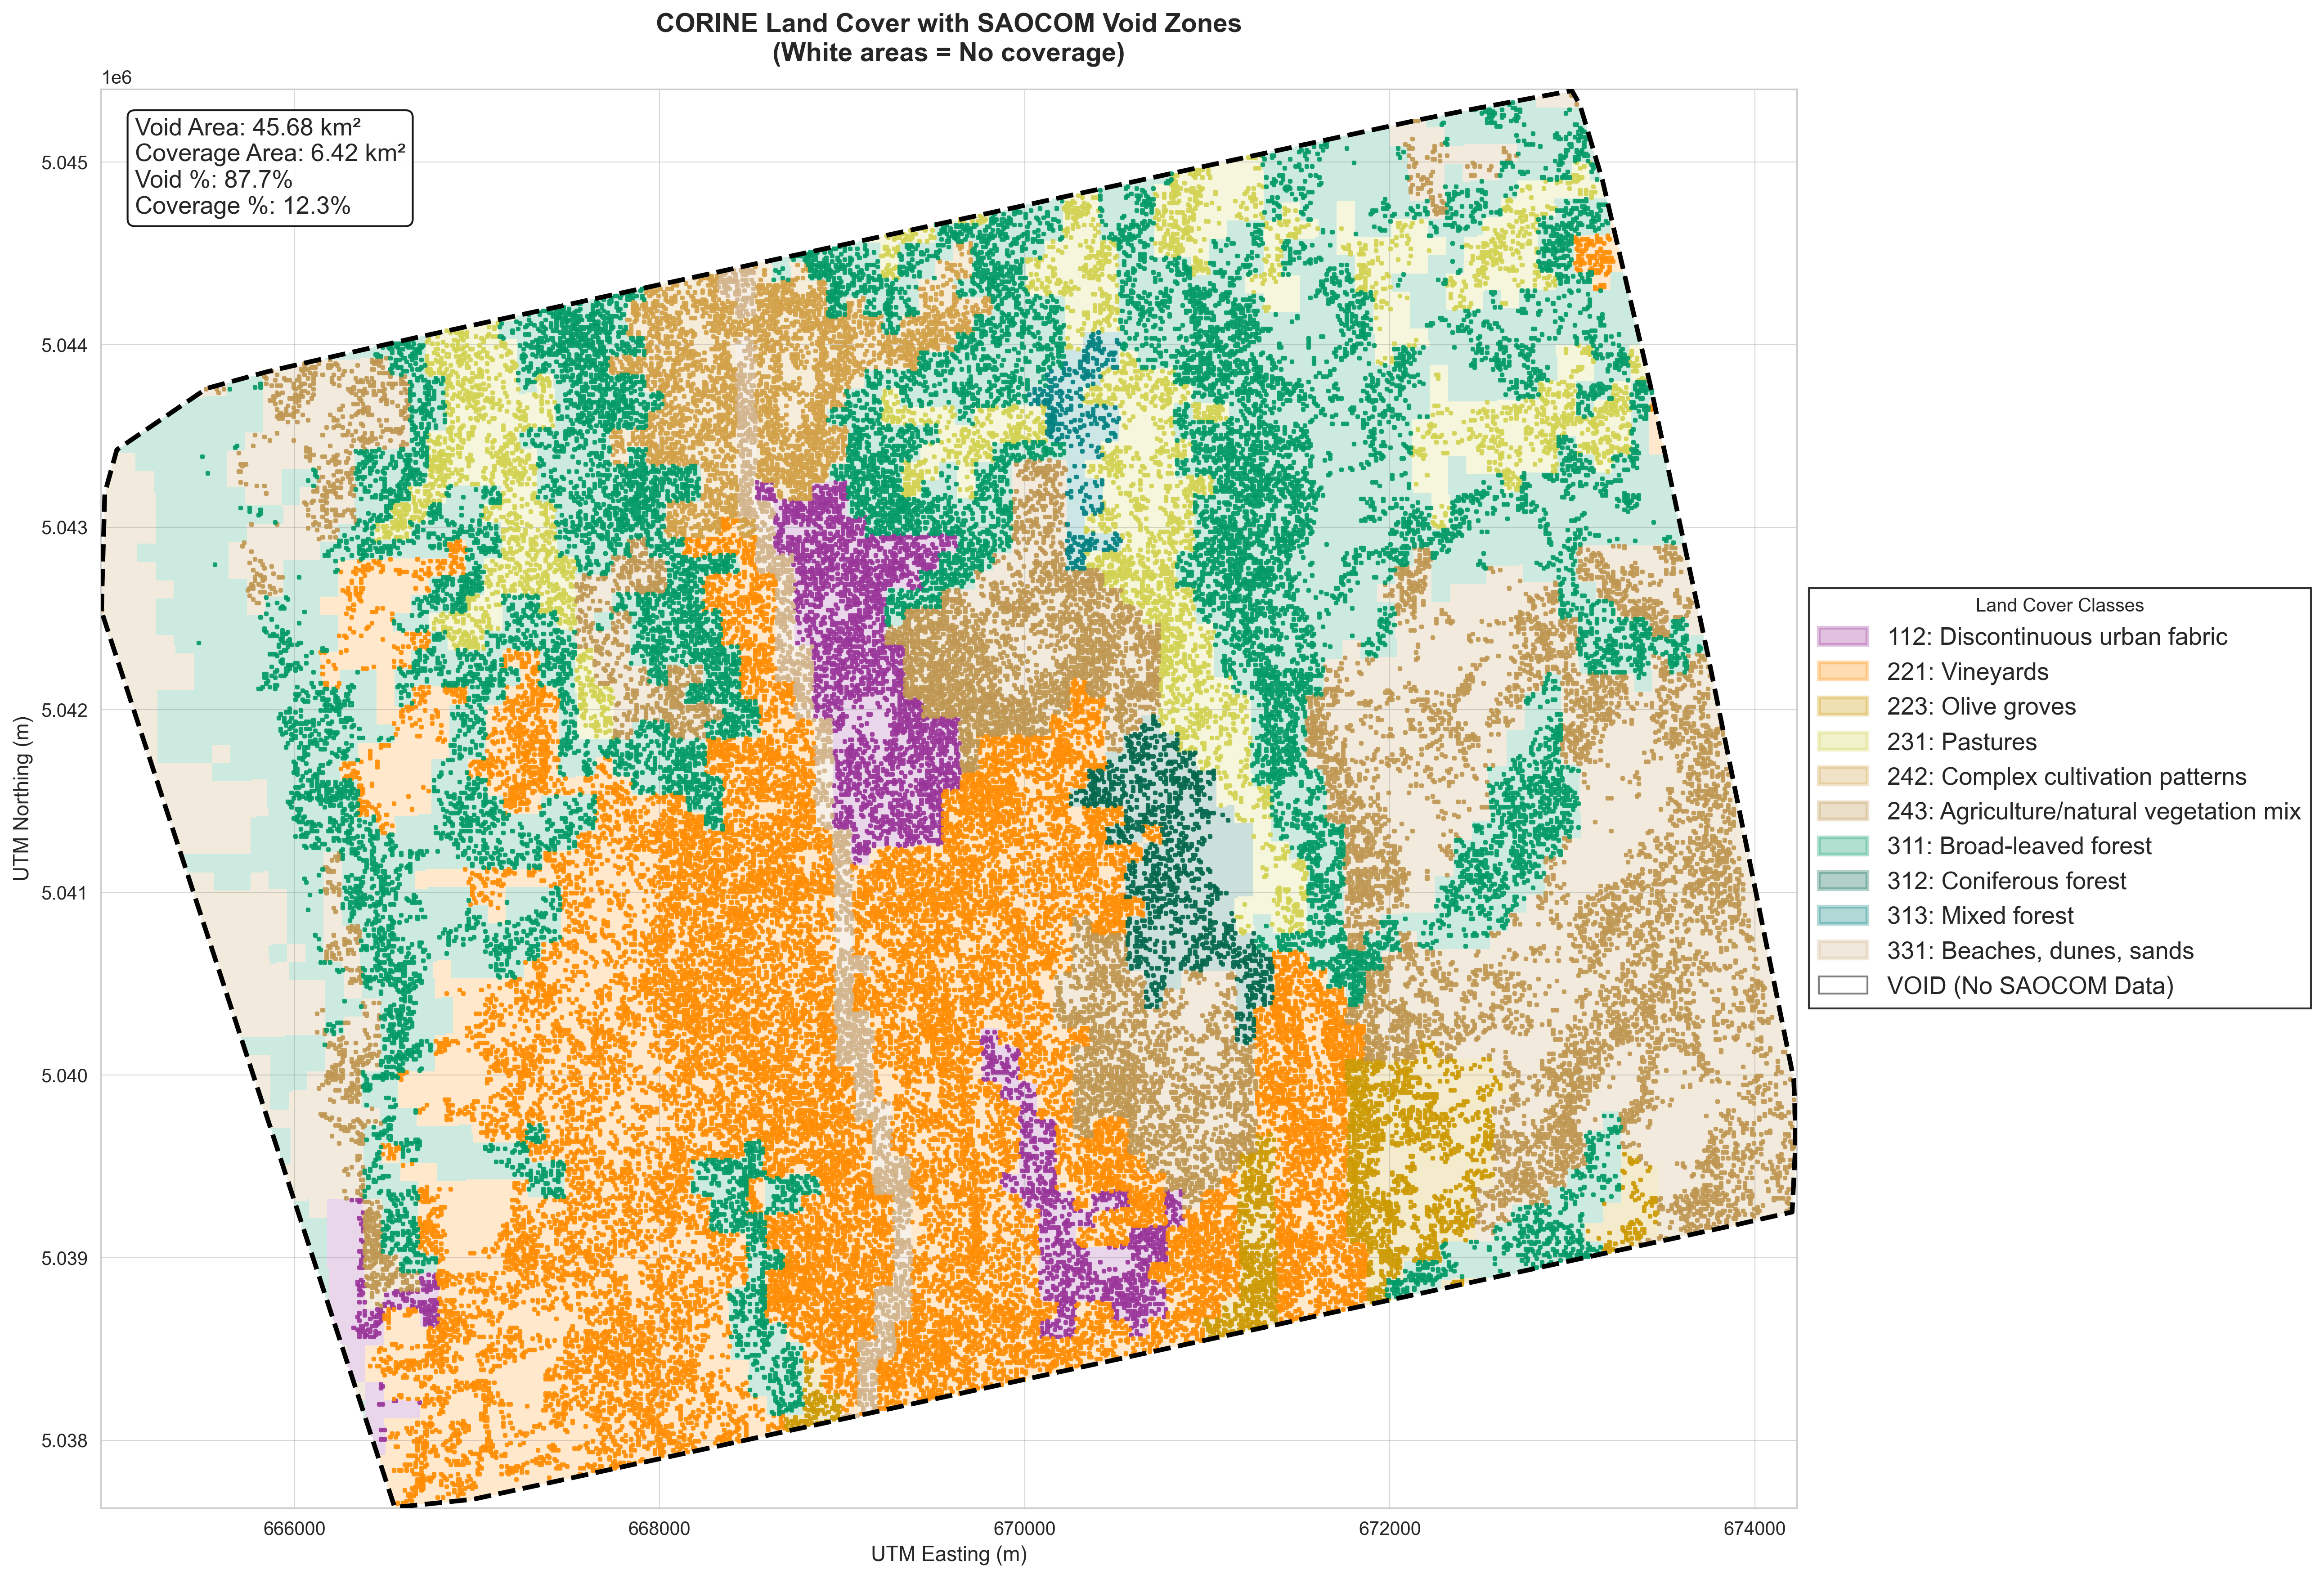 CORINE Land Cover with SAOCOM Void Zones
(White areas = No coverage)
1e6
Void Area: 45.68 km²
Coverage Area: 6.42 km²
Void %: 87.7%
Coverage %: 12.3%
5.045
5.044
5.043
5.042
5.041
5.040
5.039
5.038
UTM Northing (m)
666000
668000
670000
672000
674000
UTM Easting (m)
Land Cover Classes
112: Discontinuous urban fabric
221: Vineyards
223: Olive groves
231: Pastures
242: Complex cultivation patterns
243: Agriculture/natural vegetation mix
311: Broad-leaved forest
312: Coniferous forest
313: Mixed forest
331: Beaches, dunes, sands
VOID (No SAOCOM Data)